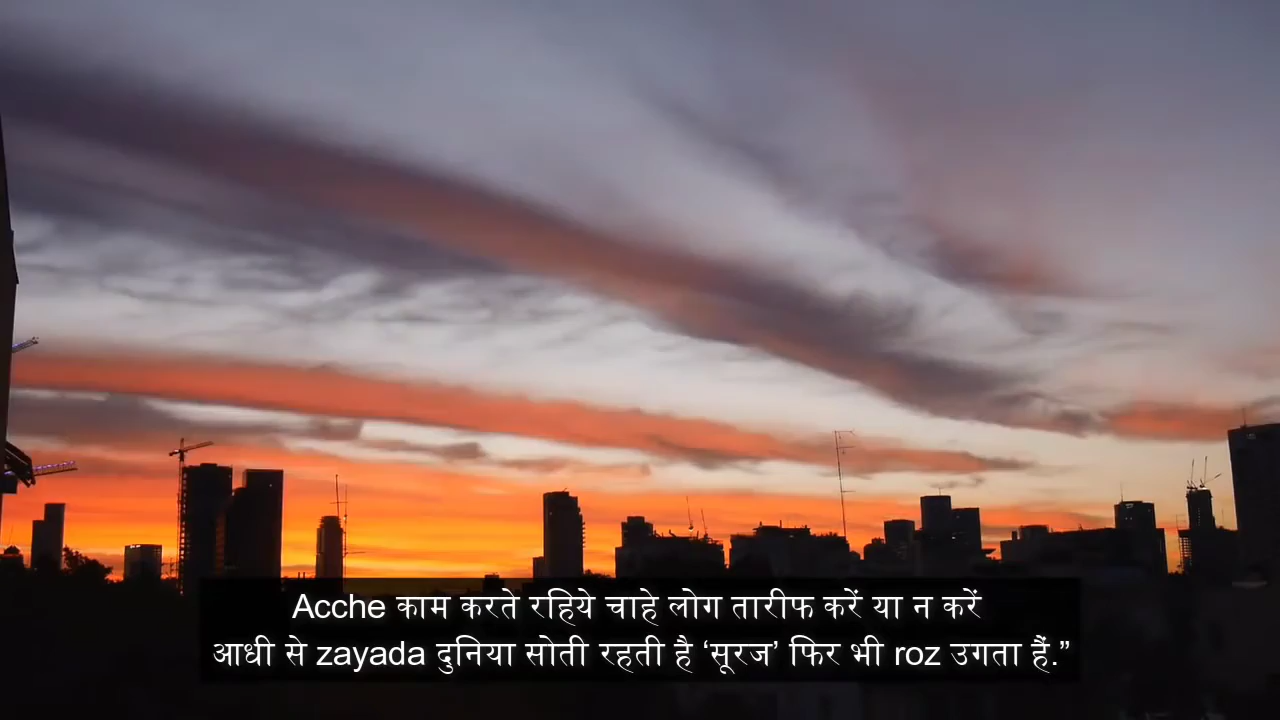 Acche काम करते रहिये चाहे लोग तारीफ करें या न करें
आधी से zayada दुनिया सोती रहती है ‘सूरज’ फिर भी roz उगता हैं.”